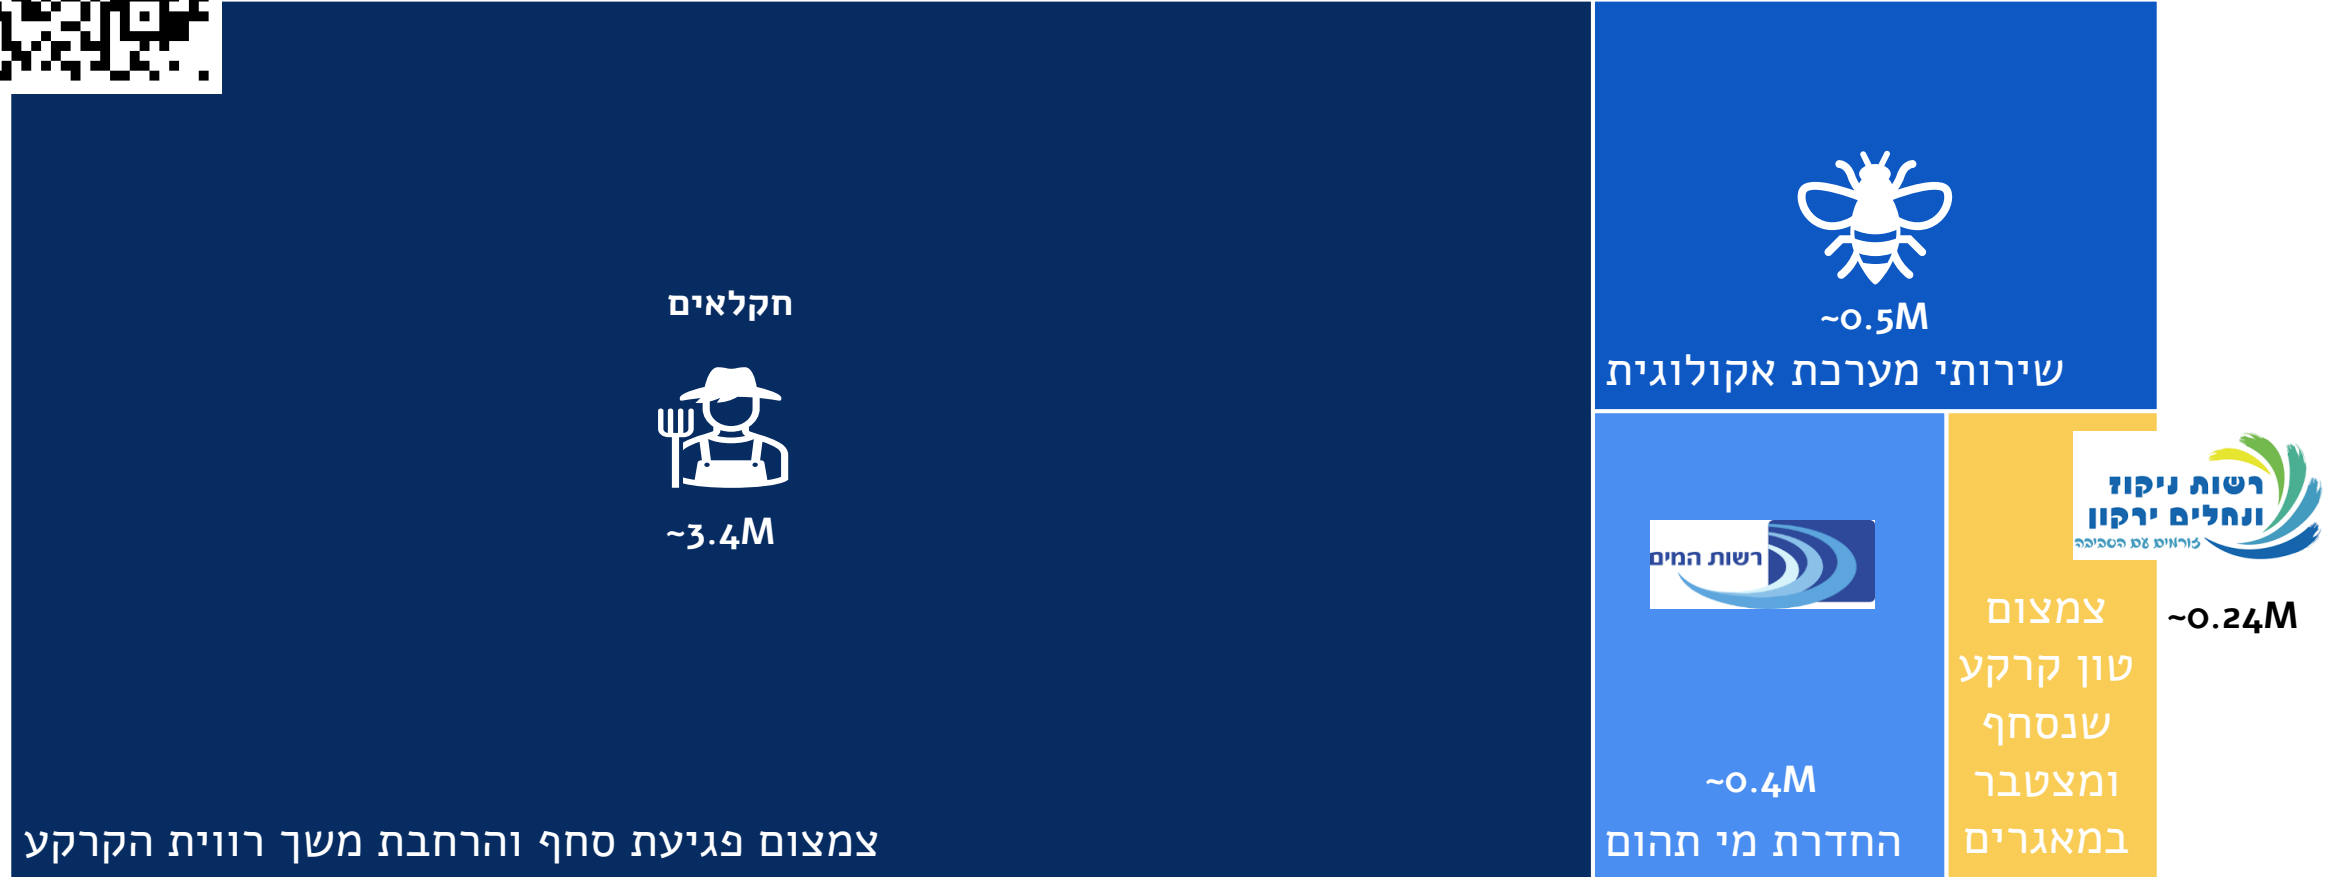 חקלאים
~3.4M
צמצום פגיעת סחף והרחבת משך רווית הקרקע
~0.5M
שירותי מערכת אקולוגית
רשות המים
~0.4M
החדרת מי תהום
רשות ניקוז
ונחלים ירקון
זורמים עם הסביבה
~0.24M
צמצום
טון קרקע
שנסחף
ומצטבר
במאגרים